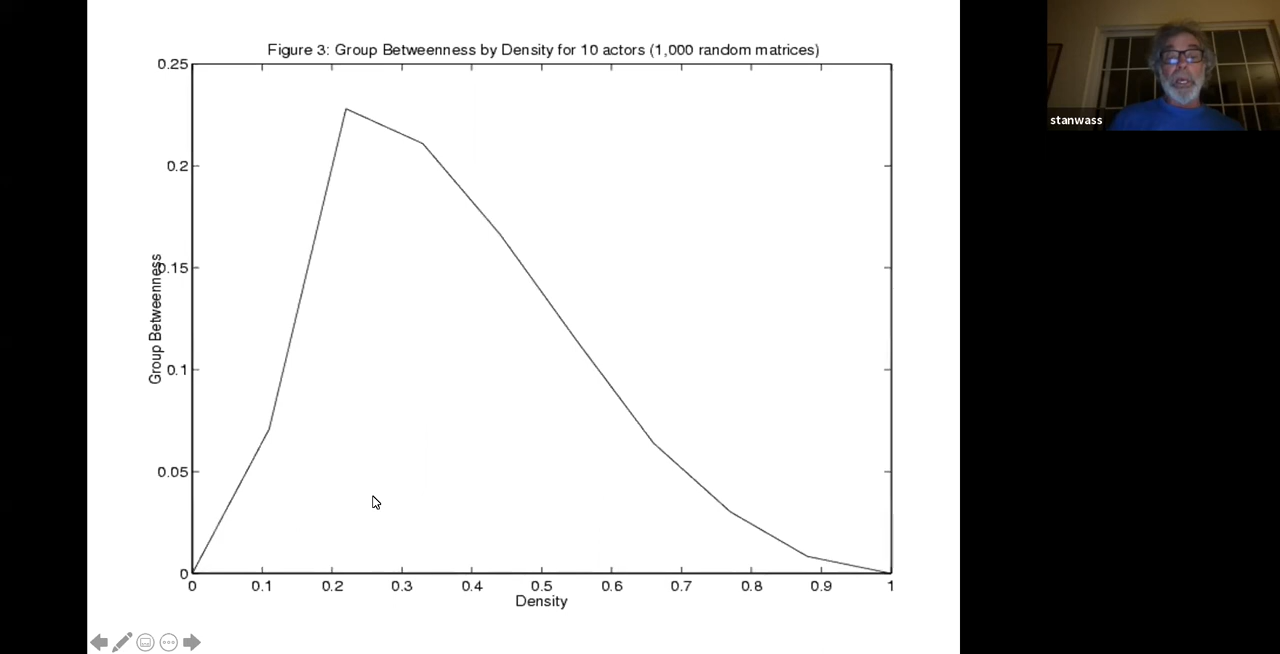 Figure 3: Group Betweenness by Density for 10 actors (1,000 random matrices)
0.25
0.2
0.15
0.1
0.05
0
Group Betweenness
0 0.1 0.2 0.3 0.4 0.5 0.6 0.7 0.8 0.9 1
Density
stanwass